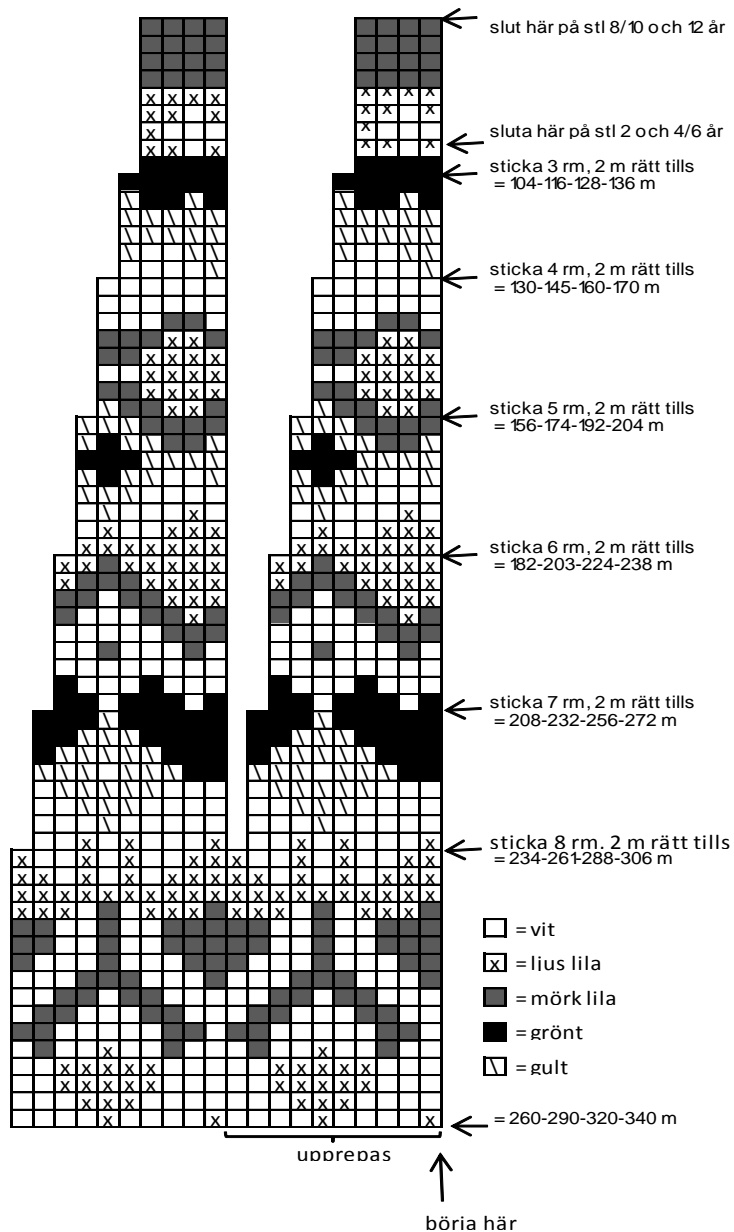 slut här på stl 8/10 och 12 år
sluta här på stl 2 och 4/6 år
sticka 3 rm, 2 m rätt tills
= 104-116-128-136 m
sticka 4 rm, 2 m rätt tills
= 130-145-160-170 m
sticka 5 rm, 2 m rätt tills
= 156-174-192-204 m
sticka 6 rm, 2 m rätt tills
= 182-203-224-238 m
sticka 7 rm, 2 m rätt tills
= 208-232-256-272 m
sticka 8 rm. 2 m rätt tills
= 234-261-288-306 m
= vit
x = ljus lila
= mörk lila
= grönt
\ = gult
= 260-290-320-340 m
upprepas
börja här